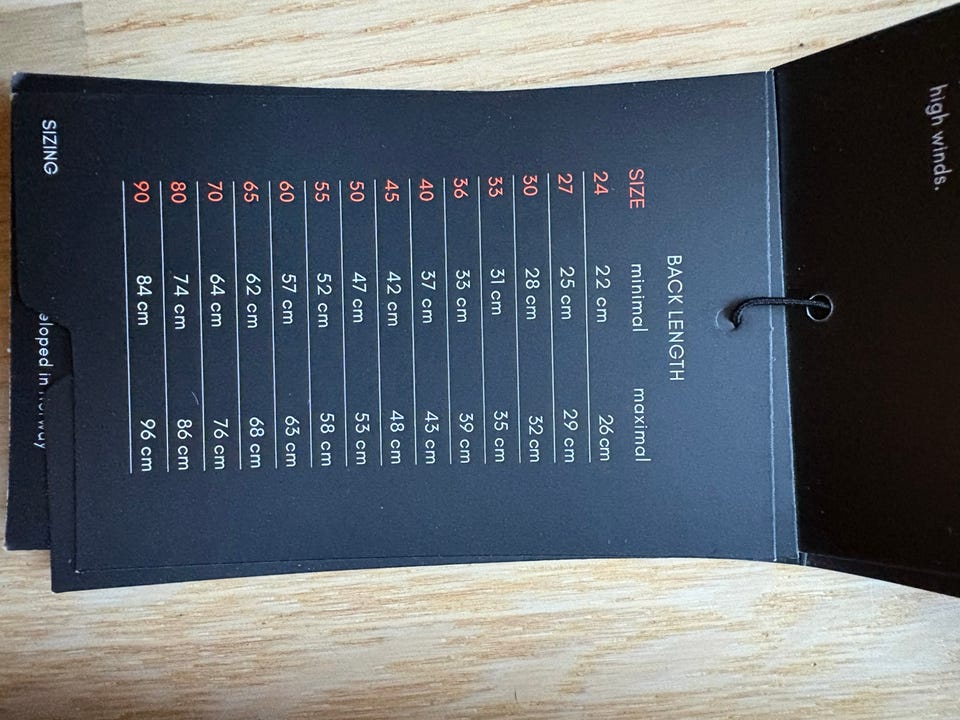 high winds.
BACK LENGTH
SIZE minimal maximal
24 22 cm 26cm
27 25 cm 29 cm
30 28 cm 32 cm
33 31 cm 35 cm
36 33 cm 39 cm
40 37 cm 43 cm
45 42 cm 48 cm
50 47 cm 53 cm
55 52 cm 58 cm
60 57 cm 63 cm
65 62 cm 68 cm
70 64 cm 76 cm
80 74 cm 86 cm
90 84 cm 96 cm
SIZING
eloped in norway